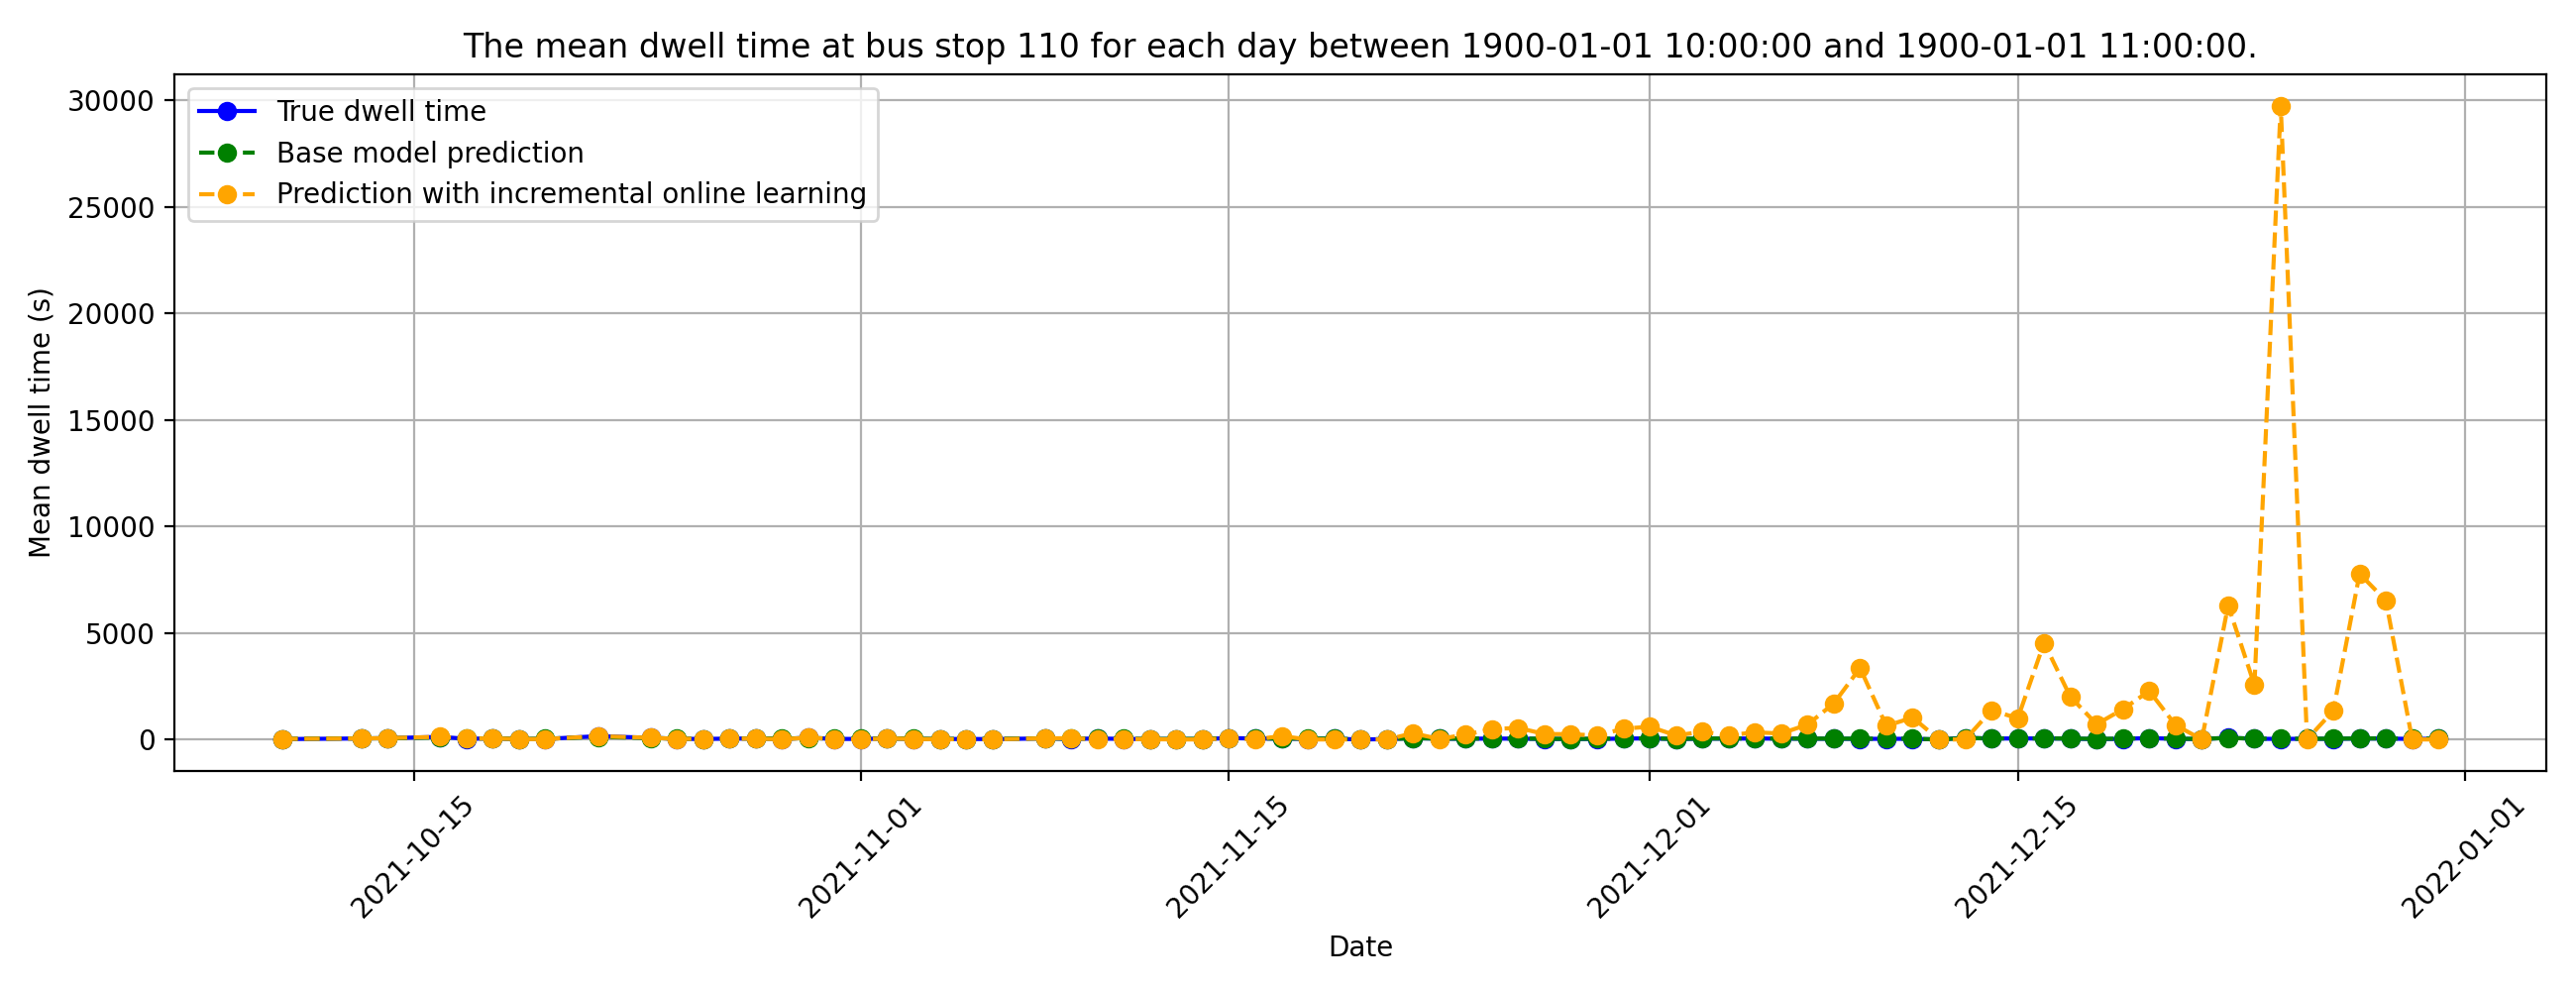 The mean dwell time at bus stop 110 for each day between 1900-01-01 10:00:00 and 1900-01-01 11:00:00.
True dwell time
Base model prediction
Prediction with incremental online learning
Mean dwell time (s)
30000
25000
20000
15000
10000
5000
0
2021-10-15
2021-11-01
2021-11-15
2021-12-01
2021-12-15
2022-01-01
Date